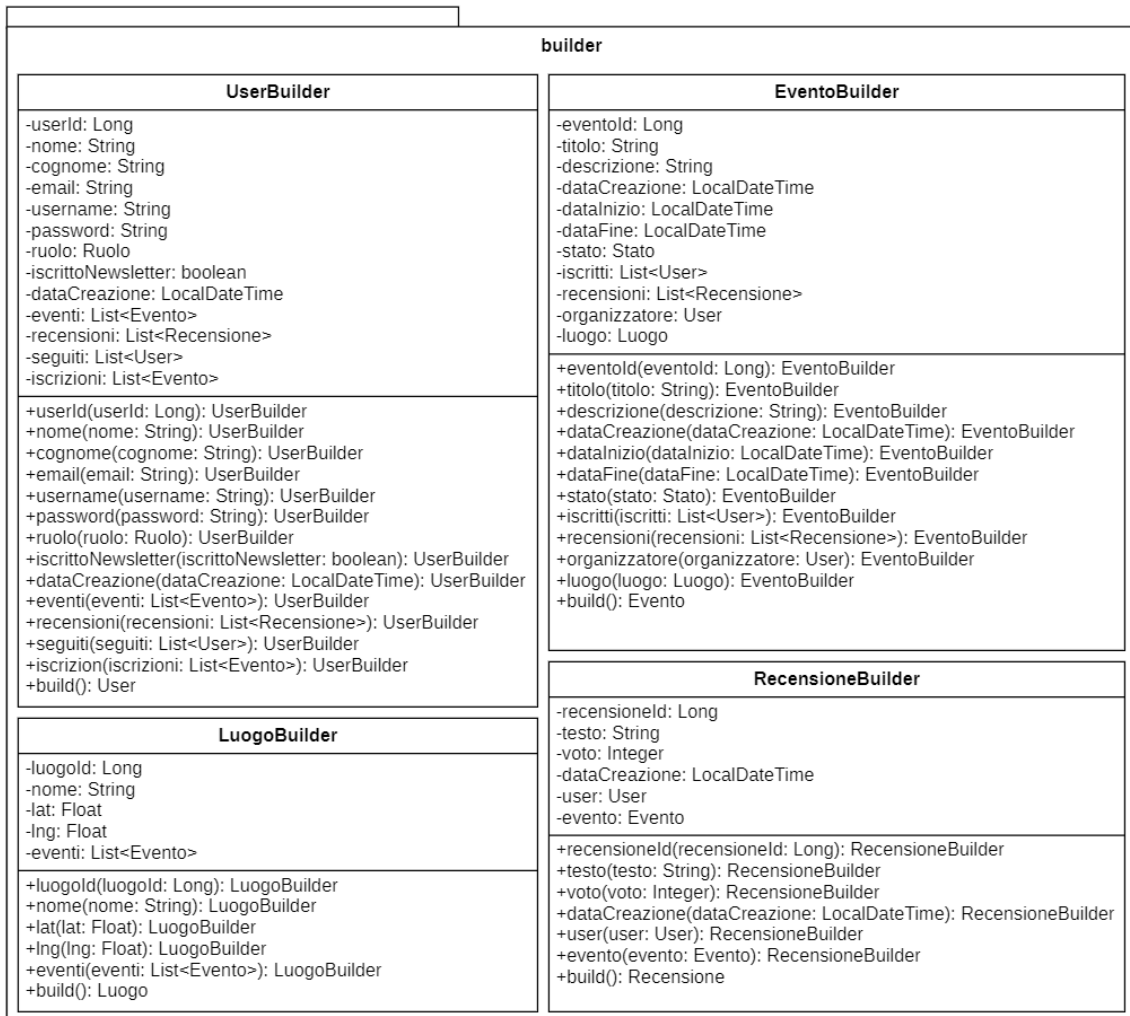 builder
UserBuilder
-userId: Long
-nome: String
-cognome: String
-email: String
-username: String
-password: String
-ruolo: Ruolo
-iscrittoNewsletter: boolean
-dataCreazione: LocalDateTime
-eventi: List<Evento>
-recensioni: List<Recensione>
-seguiti: List<User>
-iscrizioni: List<Evento>
+userId(userId: Long): UserBuilder
+nome(nome: String): UserBuilder
+cognome(cognome: String): UserBuilder
+email(email: String): UserBuilder
+username(username: String): UserBuilder
+password(password: String): UserBuilder
+ruolo(ruolo: Ruolo): UserBuilder
+iscrittoNewsletter(iscrittoNewsletter: boolean): UserBuilder
+dataCreazione(dataCreazione: LocalDateTime): UserBuilder
+eventi(eventi: List<Evento>): UserBuilder
+recensioni(recensioni: List<Recensione>): UserBuilder
+seguiti(seguiti: List<User>): UserBuilder
+iscrizion(iscrizioni: List<Evento>): UserBuilder
+build(): User
EventoBuilder
-eventoId: Long
-titolo: String
-descrizione: String
-dataCreazione: LocalDateTime
-dataInizio: LocalDateTime
-dataFine: LocalDateTime
-stato: Stato
-iscritti: List<User>
-recensioni: List<Recensione>
-organizzatore: User
-luogo: Luogo
+eventoId(eventoId: Long): EventoBuilder
+titolo(titolo: String): EventoBuilder
+descrizione(descrizione: String): EventoBuilder
+dataCreazione(dataCreazione: LocalDateTime): EventoBuilder
+dataInizio(dataInizio: LocalDateTime): EventoBuilder
+dataFine(dataFine: LocalDateTime): EventoBuilder
+stato(stato: Stato): EventoBuilder
+iscritti(iscritti: List<User>): EventoBuilder
+recensioni(recensioni: List<Recensione>): EventoBuilder
+organizzatore(organizzatore: User): EventoBuilder
+luogo(luogo: Luogo): EventoBuilder
+build(): Evento
LuogoBuilder
-luogoId: Long
-nome: String
-lat: Float
-lng: Float
-eventi: List<Evento>
+luogoId(luogoId: Long): LuogoBuilder
+nome(nome: String): LuogoBuilder
+lat(lat: Float): LuogoBuilder
+lng(lng: Float): LuogoBuilder
+eventi(eventi: List<Evento>): LuogoBuilder
+build(): Luogo
RecensioneBuilder
-recensioneId: Long
-testo: String
-voto: Integer
-dataCreazione: LocalDateTime
-user: User
-evento: Evento
+recensioneId(recensioneId: Long): RecensioneBuilder
+testo(testo: String): RecensioneBuilder
+voto(voto: Integer): RecensioneBuilder
+dataCreazione(dataCreazione: LocalDateTime): RecensioneBuilder
+user(user: User): RecensioneBuilder
+evento(evento: Evento): RecensioneBuilder
+build(): Recensione